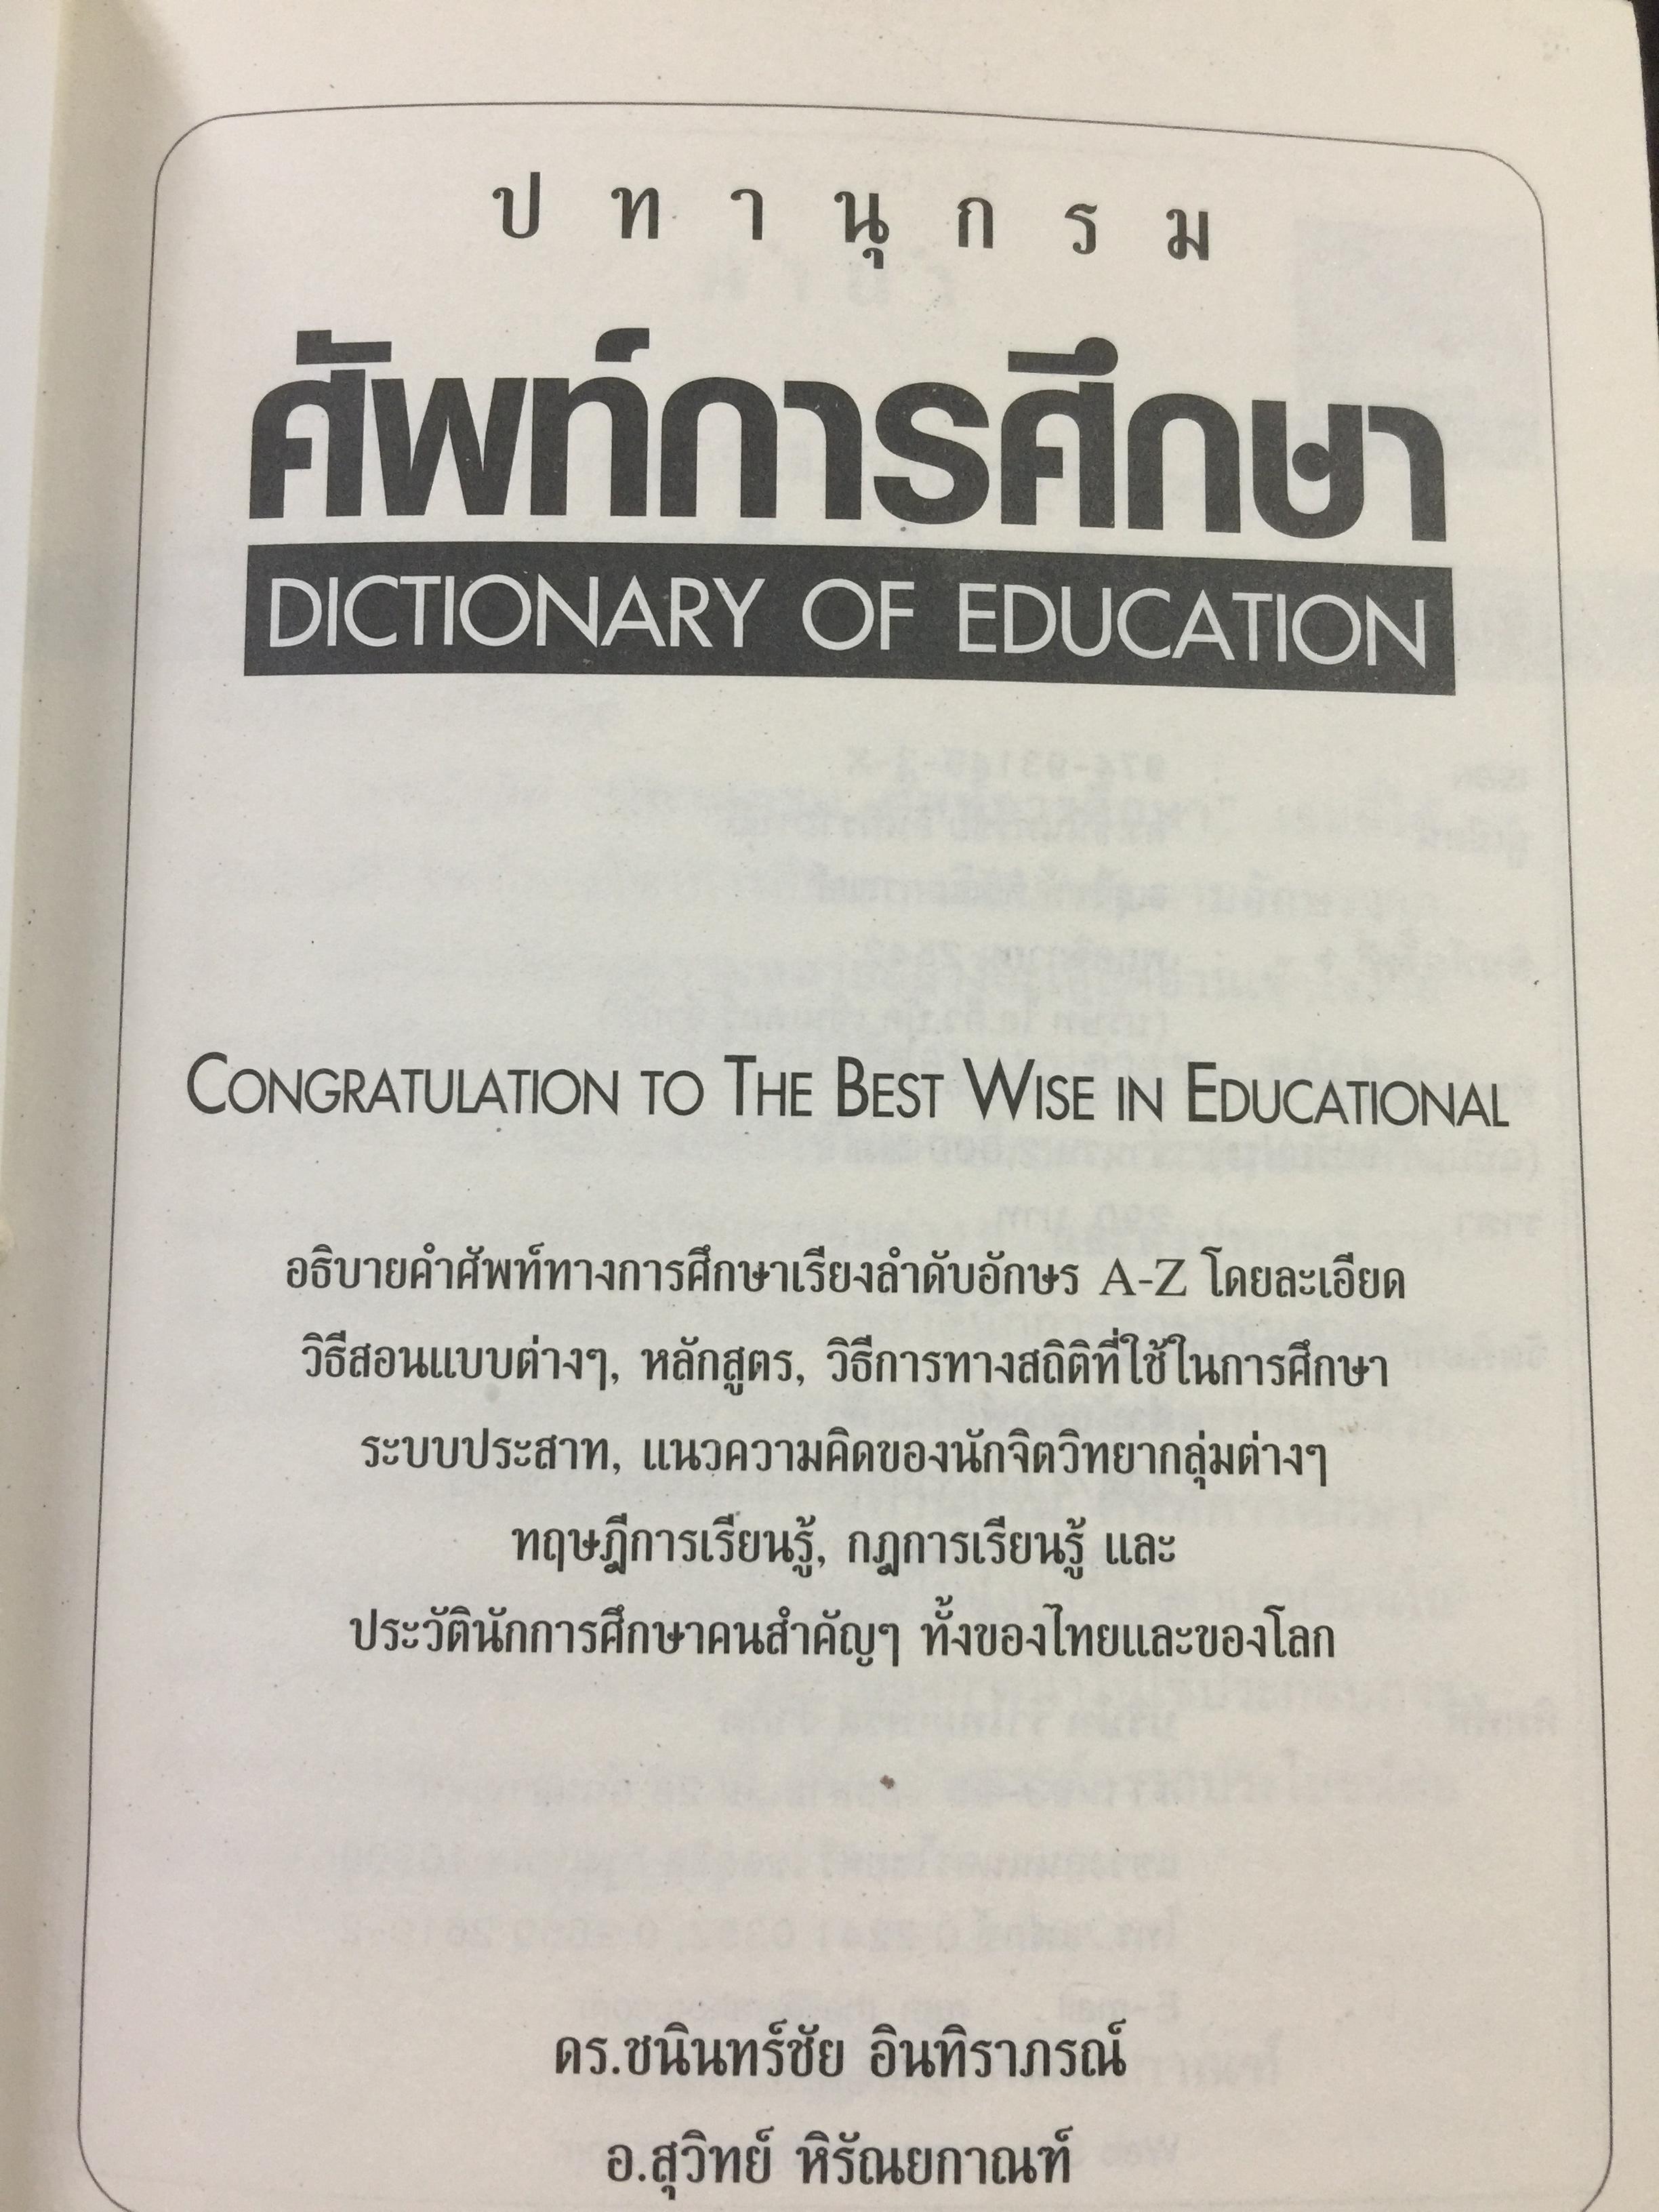 ปทานุกรม
ศัพท์การศึกษา
DICTIONARY OF EDUCATION
CONGRATULATION TO THE BEST WISE IN EDUCATIONAL
อธิบายคำศัพท์ทางการศึกษาเรียงลำดับอักษร A-Z โดยละเอียด
วิธีสอนแบบต่างๆ, หลักสูตร, วิธีการทางสถิติที่ใช้ในการศึกษา
ระบบประสาท, แนวความคิดของนักจิตวิทยากลุ่มต่างๆ
ทฤษฎีการเรียนรู้, กฎการเรียนรู้ และ
ประวัตินักการศึกษาคนสำคัญๆ ทั้งของไทยและของโลก
ดร.ชนินทร์ชัย อินทิราภรณ์
อ.สุวิทย์ หิรัณยกาณฑ์